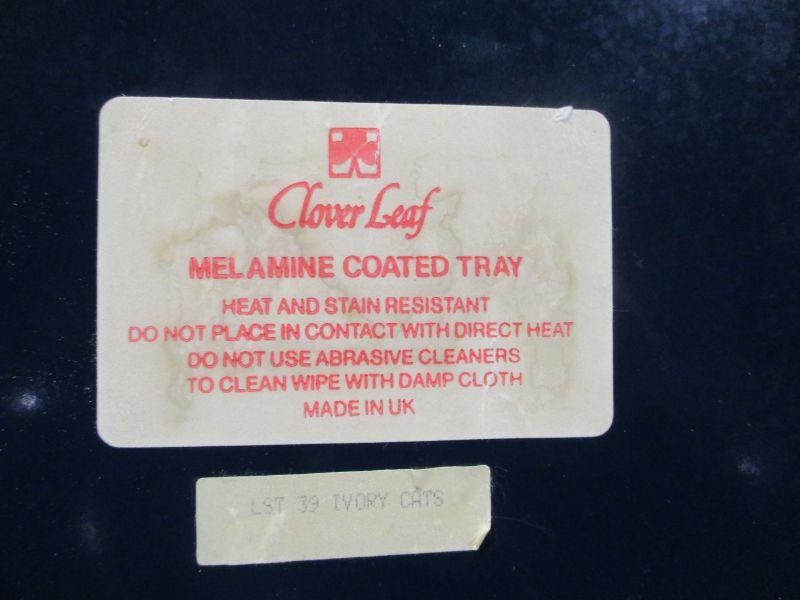 Clover Leaf
MELAMINE COATED TRAY
HEAT AND STAIN RESISTANT
DO NOT PLACE IN CONTACT WITH DIRECT HEAT
DO NOT USE ABRASIVE CLEANERS
TO CLEAN WIPE WITH DAMP CLOTH
MADE IN UK
LST 39 IVORY CATS